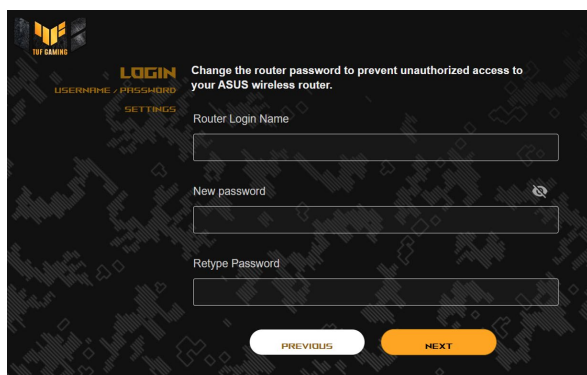 TUF GAMING
LOGIN
USERNAME / PASSWORD
SETTINGS
Change the router password to prevent unauthorized access to
your ASUS wireless router.
Router Login Name
New password
Retype Password
PREVIOUS
NEXT